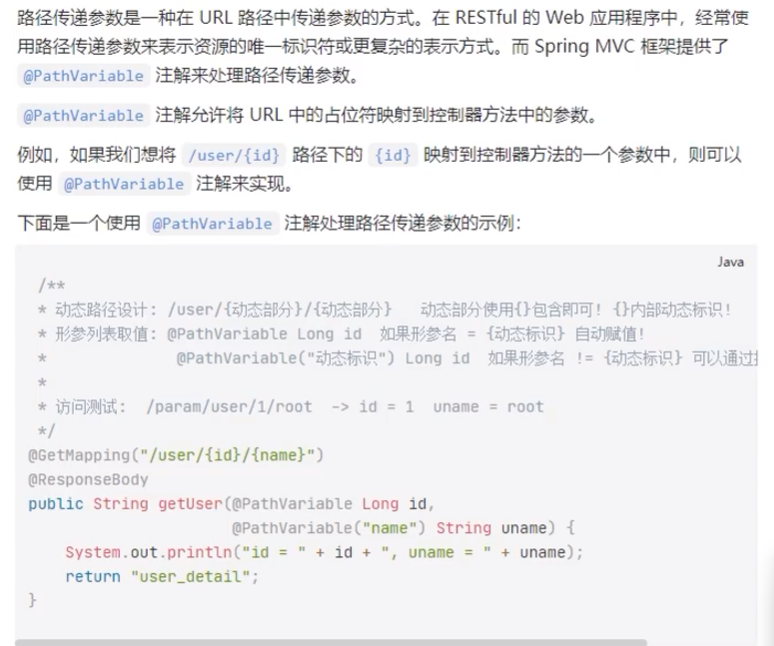 路径传递参数是一种在 URL 路径中传递参数的方式。在 RESTful 的 Web 应用程序中，经常使
用路径传递参数来表示资源的唯一标识符或更复杂的表示方式。而 Spring MVC 框架提供了
@PathVariable 注解来处理路径传递参数。
@PathVariable 注解允许将 URL 中的占位符映射到控制器方法中的参数。
例如，如果我们想将 /user/{id} 路径下的 {id} 映射到控制器方法的一个参数中，则可以
使用 @PathVariable 注解来实现。
下面是一个使用 @PathVariable 注解处理路径传递参数的示例：
Java
/**
* 动态路径设计: /user/{动态部分}/{动态部分}   动态部分使用{}包含即可! {}内部动态标识!
* 形参列表取值: @PathVariable Long id  如果形参名 = {动态标识} 自动赋值!
*              @PathVariable("动态标识") Long id  如果形参名 != {动态标识} 可以通过
*
* 访问测试:  /param/user/1/root  -> id = 1  uname = root
*/
@GetMapping("/user/{id}/{name}")
@ResponseBody
public String getUser(@PathVariable Long id,
@PathVariable("name") String uname) {
System.out.println("id = " + id + ", uname = " + uname);
return "user_detail";
}